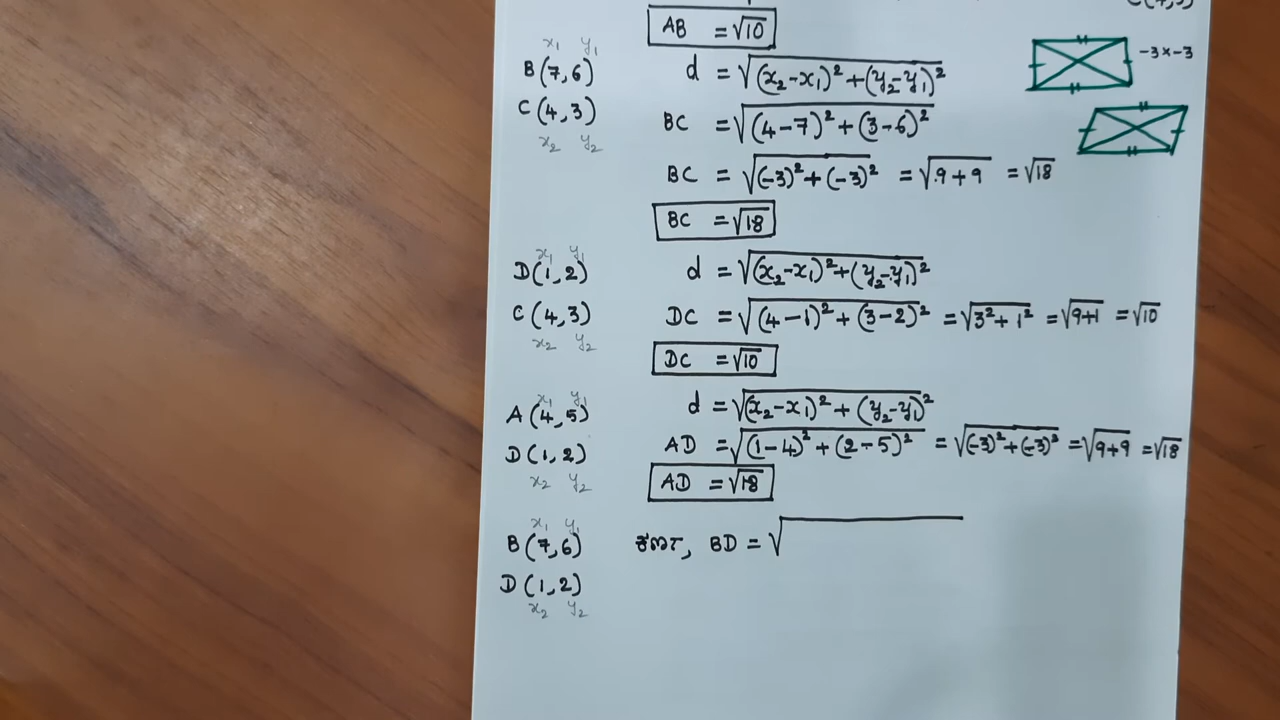 C(4,3)
AB = √10
x₁ y₁
B(7,6) d = √(x₂-x₁)²+(y₂-y₁)² -3×-3
C(4,3) BC = √(4-7)²+(3-6)²
x₂ y₂
BC = √(-3)²+(-3)² = √9+9 = √18
BC = √18
x₁ y₁
D(1,2) d = √(x₂-x₁)²+(y₂-y₁)²
C(4,3) DC = √(4-1)²+(3-2)² = √3²+1² = √9+1 = √10
x₂ y₂
DC = √10
x₁ y₁
A(4,5) d = √(x₂-x₁)²+(y₂-y₁)²
D(1,2) AD = √(1-4)²+(2-5)² = √(-3)²+(-3)² = √9+9 = √18
x₂ y₂
AD = √18
x₁ y₁
B(7,6) ಕರ್ಣ, BD = √
D(1,2)
x₂ y₂